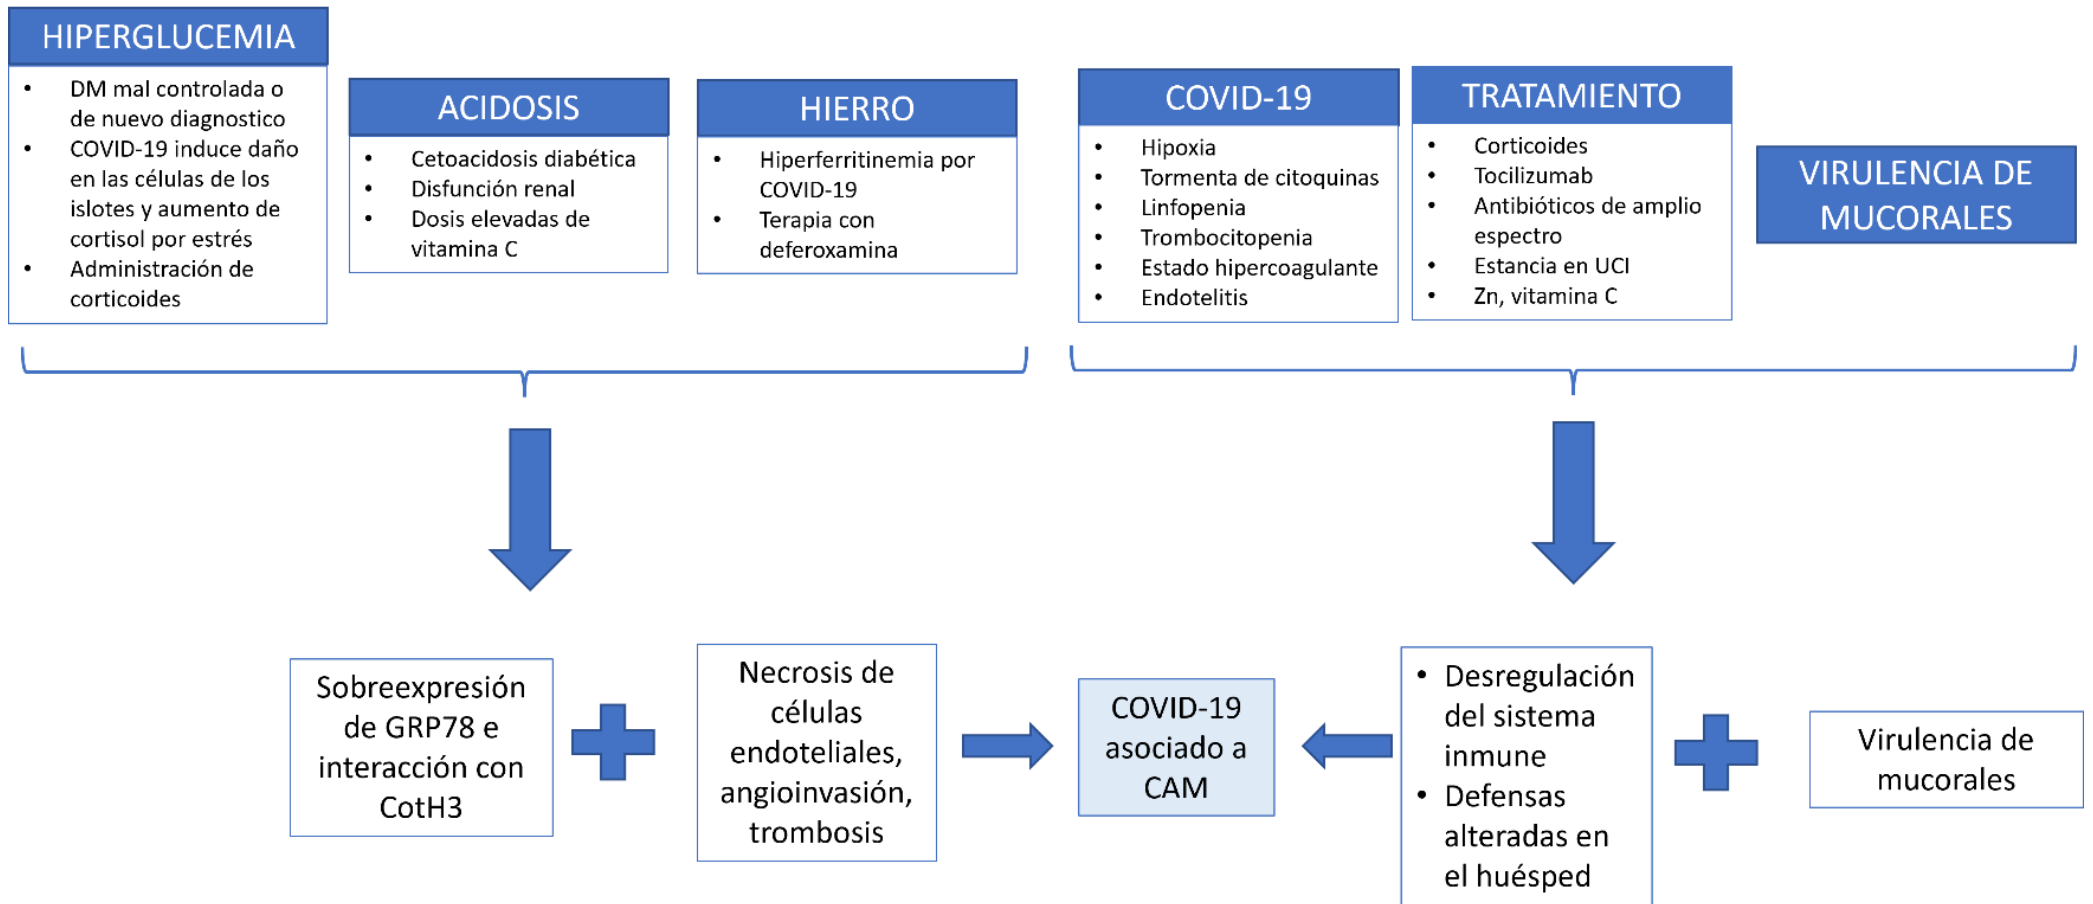 HIPERGLUCEMIA
• DM mal controlada o
de nuevo diagnostico
• COVID-19 induce daño
en las células de los
islotes y aumento de
cortisol por estrés
• Administración de
corticoides
ACIDOSIS
• Cetoacidosis diabética
• Disfunción renal
• Dosis elevadas de
vitamina C
HIERRO
• Hiperferritinemia por
COVID-19
• Terapia con
deferoxamina
COVID-19
• Hipoxia
• Tormenta de citoquinas
• Linfopenia
• Trombocitopenia
• Estado hipercoagulante
• Endotelitis
TRATAMIENTO
• Corticoides
• Tocilizumab
• Antibióticos de amplio
espectro
• Estancia en UCI
• Zn, vitamina C
VIRULENCIA DE
MUCORALES
Sobreexpresión
de GRP78 e
interacción con
CotH3
Necrosis de
células
endoteliales,
angioinvasión,
trombosis
COVID-19
asociado a
CAM
• Desregulación
del sistema
inmune
• Defensas
alteradas en
el huésped
Virulencia de
mucorales